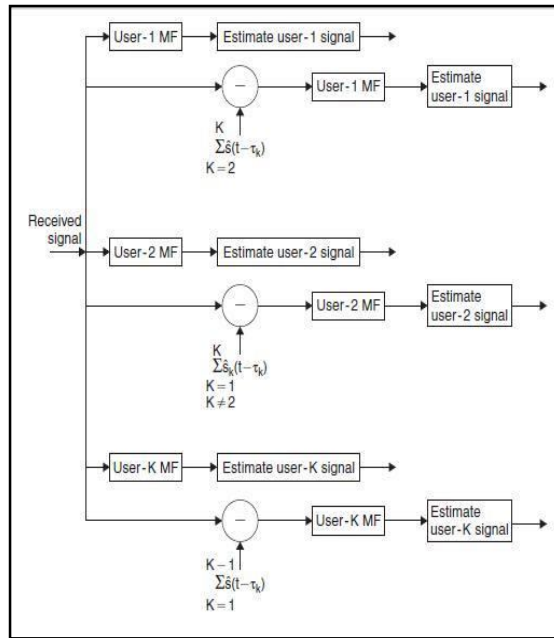 User-1 MF
Estimate user-1 signal
Estimate
user-1 signal
−
User-1 MF
K
Σŝ(t−τk)
K = 2
Received
signal
User-2 MF
Estimate user-2 signal
Estimate
user-2 signal
−
User-2 MF
K
Σŝk(t−τk)
K = 1
K ≠ 2
User-K MF
Estimate user-K signal
Estimate
user-K signal
−
User-K MF
K − 1
Σŝ(t−τk)
K = 1